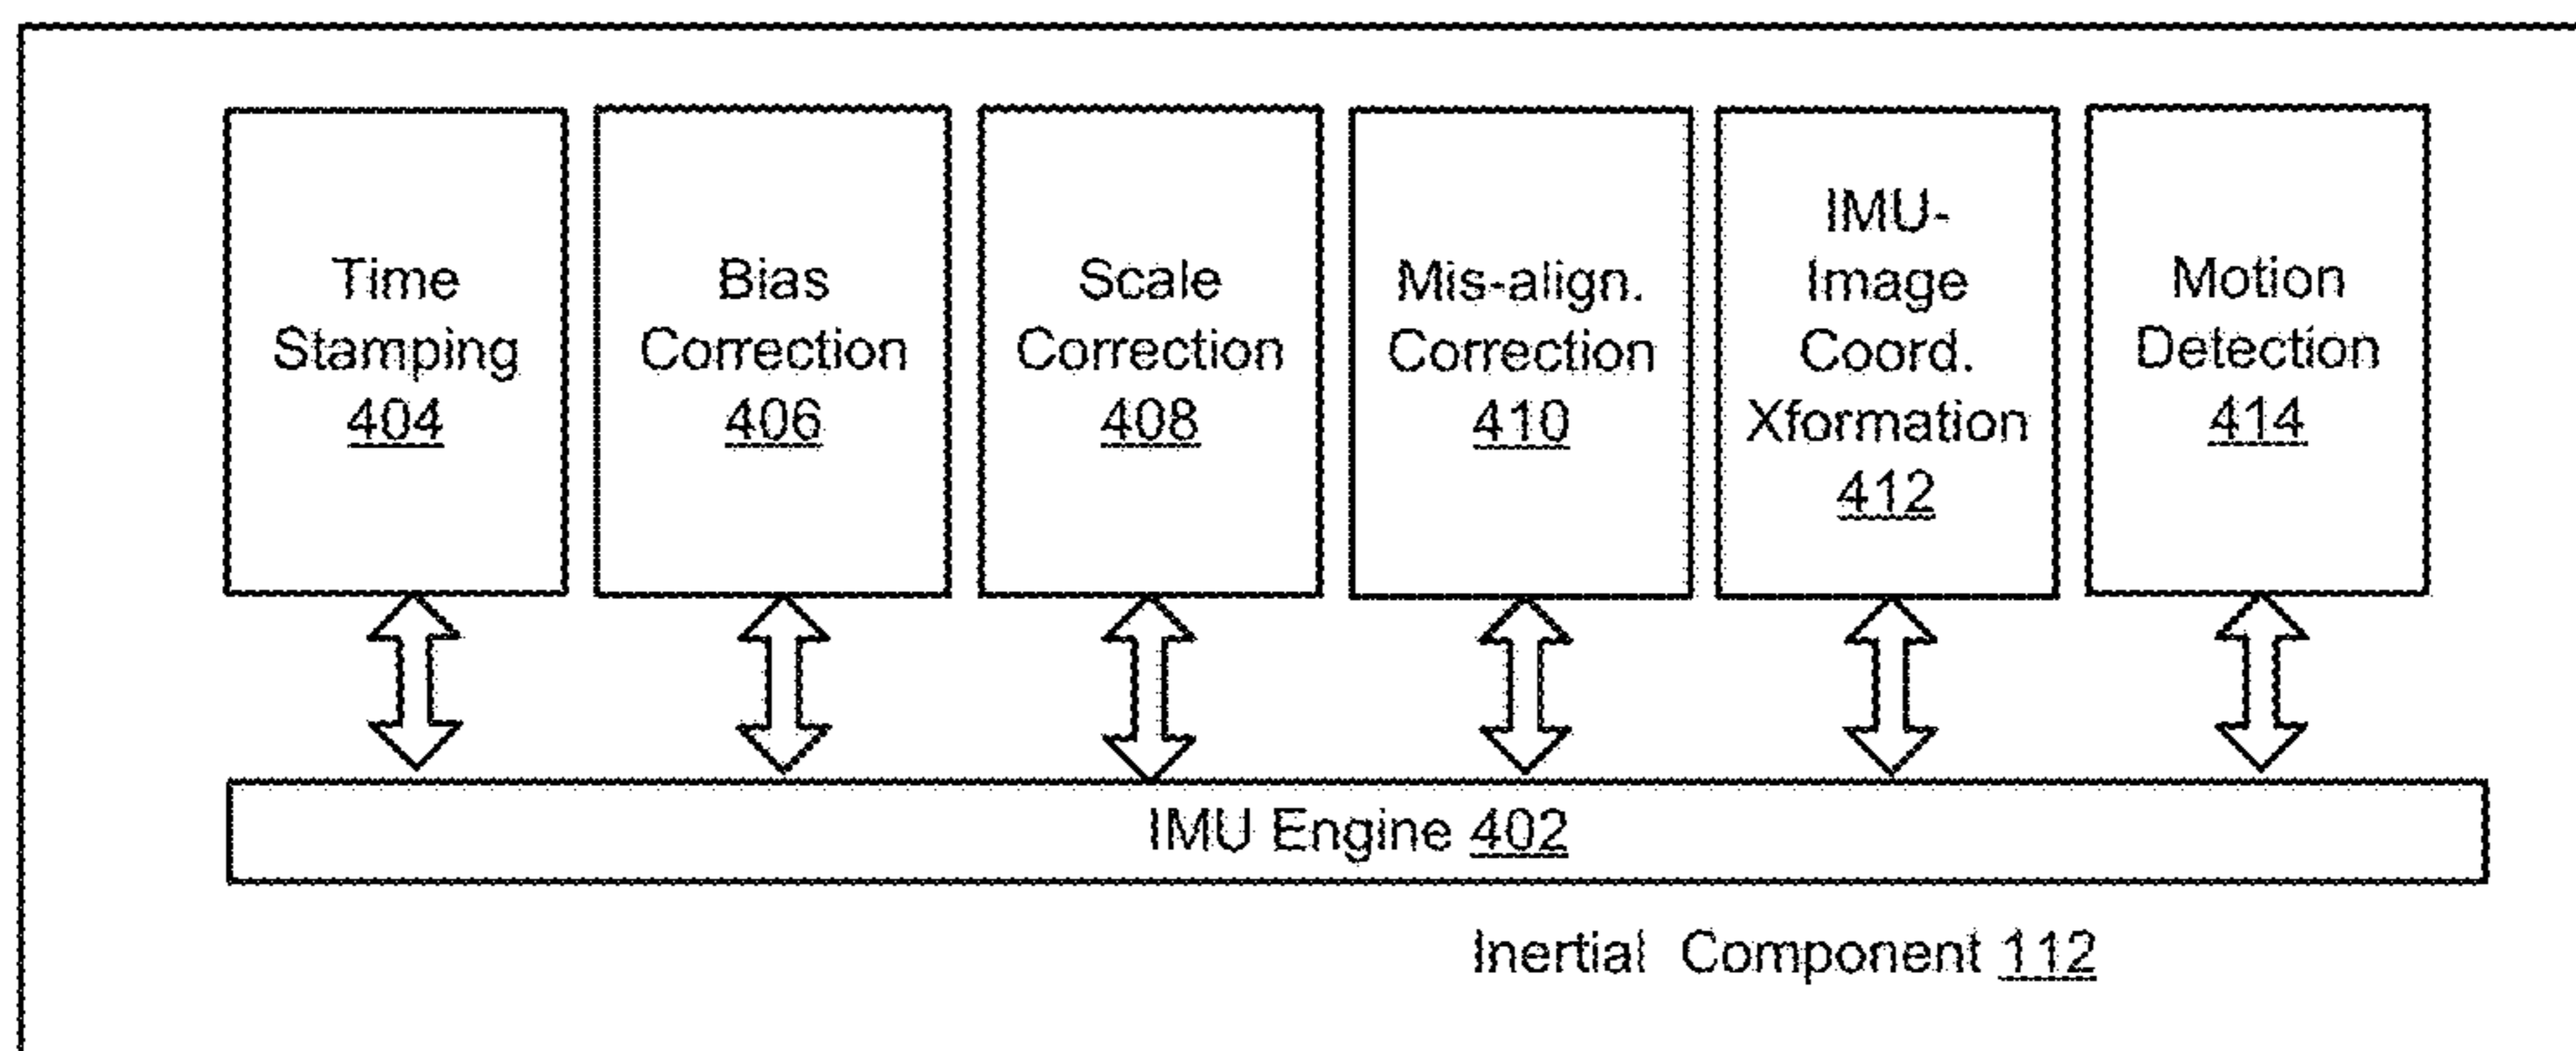 Time
Stamping
404
Bias
Correction
406
Scale
Correction
408
Mis-align.
Correction
410
IMU-
Image
Coord.
Xformation
412
Motion
Detection
414
IMU Engine 402
Inertial Component 112